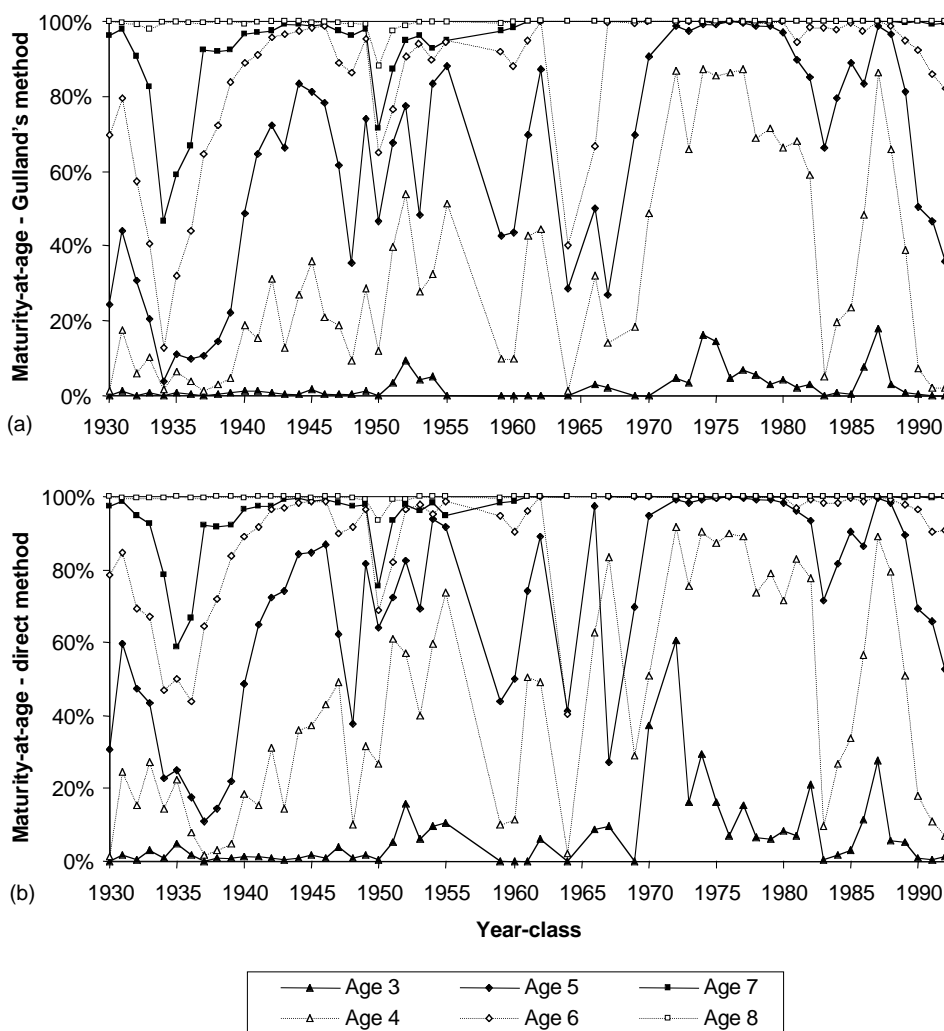 Maturity-at-age - Gulland's method
100%
80%
60%
40%
20%
0%
(a)
1930 1935 1940 1945 1950 1955 1960 1965 1970 1975 1980 1985 1990
Maturity-at-age - direct method
100%
80%
60%
40%
20%
0%
(b)
1930 1935 1940 1945 1950 1955 1960 1965 1970 1975 1980 1985 1990
Year-class
Age 3 Age 5 Age 7
Age 4 Age 6 Age 8